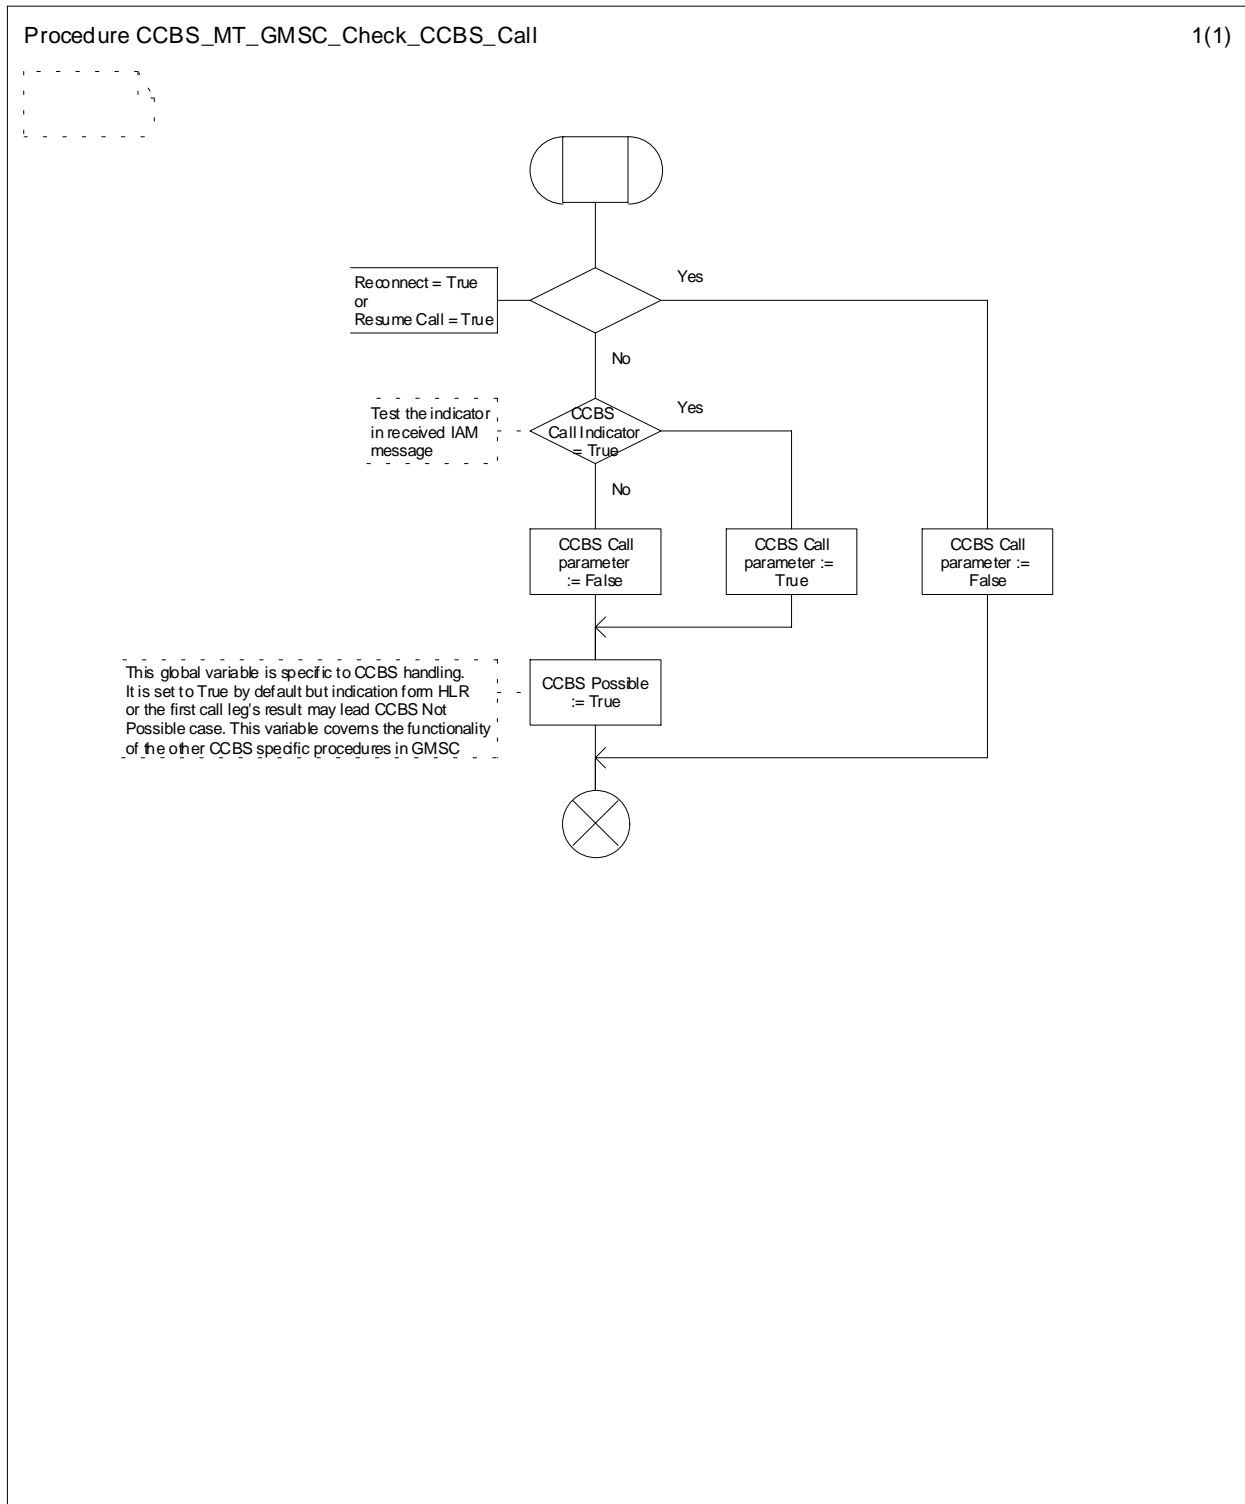 Procedure CCBS_MT_GMSC_Check_CCBS_Call
1(1)
Reconnect = True
or
Resume Call = True
Yes
No
Test the indicator
in received IAM
message
CCBS
Call Indicator
= True
Yes
No
CCBS Call
parameter
:= False
CCBS Call
parameter :=
True
CCBS Call
parameter :=
False
This global variable is specific to CCBS handling.
It is set to True by default but indication form HLR
or the first call leg's result may lead CCBS Not
Possible case. This variable coverns the functionality
of the other CCBS specific procedures in GMSC
CCBS Possible
:= True